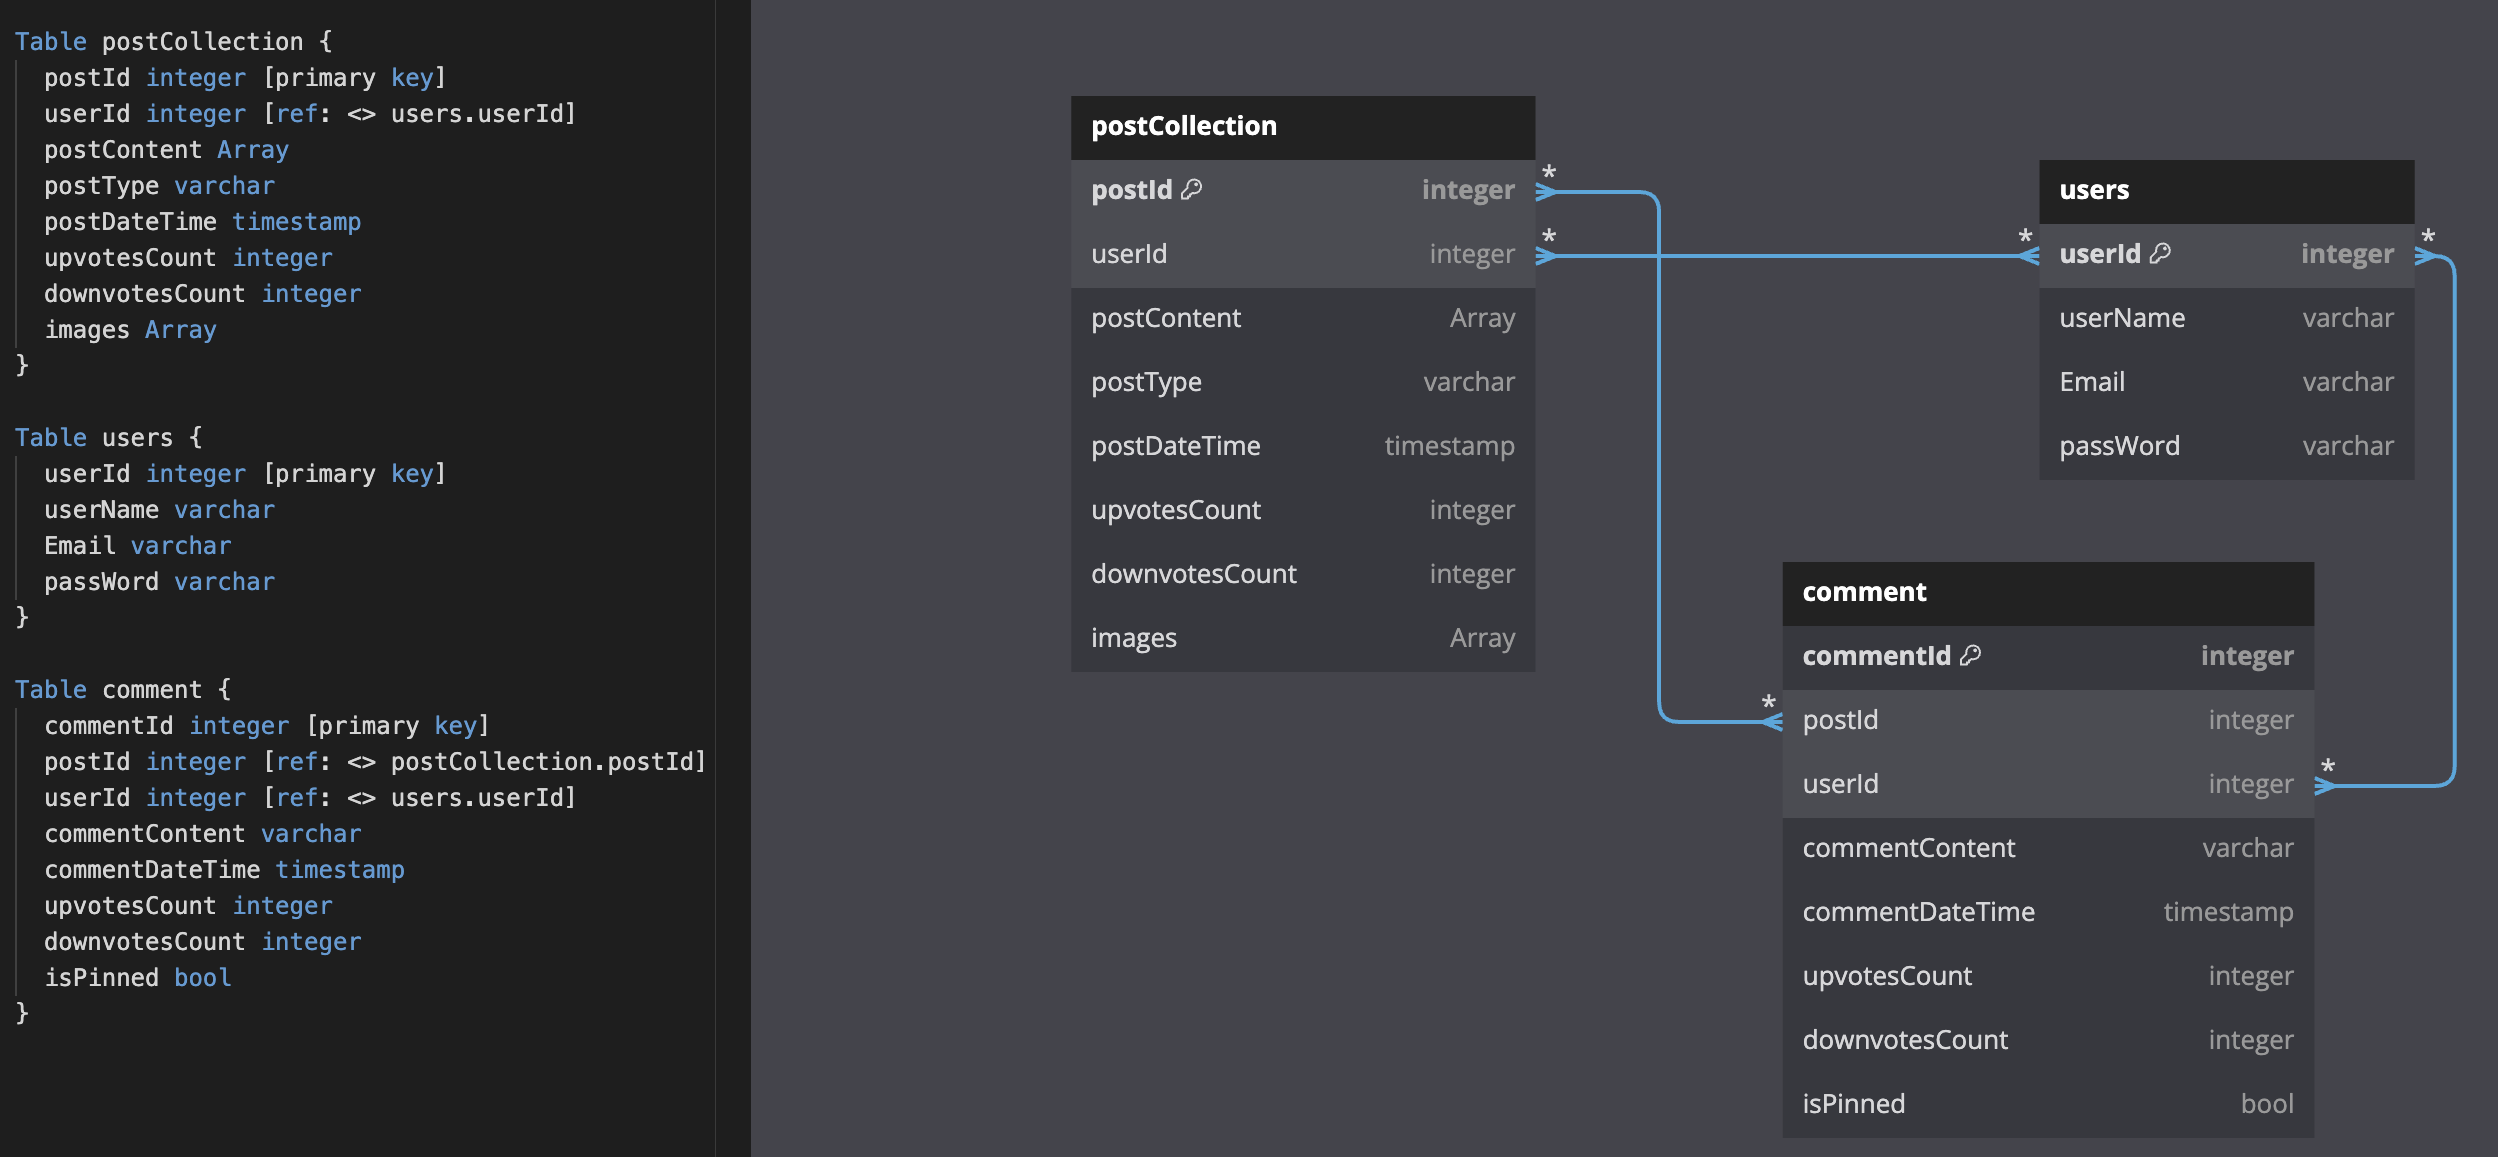 Table postCollection {
postId integer [primary key]
userId integer [ref: <> users.userId]
postContent Array
postType varchar
postDateTime timestamp
upvotesCount integer
downvotesCount integer
images Array
}
Table users {
userId integer [primary key]
userName varchar
Email varchar
passWord varchar
}
Table comment {
commentId integer [primary key]
postId integer [ref: <> postCollection.postId]
userId integer [ref: <> users.userId]
commentContent varchar
commentDateTime timestamp
upvotesCount integer
downvotesCount integer
isPinned bool
}
postCollection
postId integer *
userId integer *
postContent Array
postType varchar
postDateTime timestamp
upvotesCount integer
downvotesCount integer
images Array
users
* userId integer *
userName varchar
Email varchar
passWord varchar
comment
commentId integer
* postId integer
userId integer *
commentContent varchar
commentDateTime timestamp
upvotesCount integer
downvotesCount integer
isPinned bool